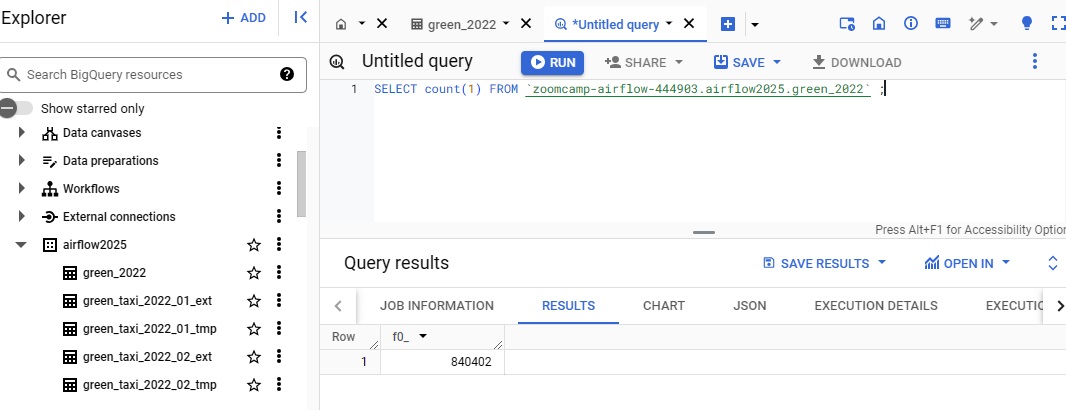 Explorer
+ ADD
green_2022
*Untitled query
Search BigQuery resources
?
Show starred only
Untitled query
RUN
SHARE
SAVE
DOWNLOAD
1 SELECT count(1) FROM `zoomcamp-airflow-444903.airflow2025.green_2022` ;
Data canvases
Data preparations
Workflows
External connections
airflow2025
green_2022
green_taxi_2022_01_ext
green_taxi_2022_01_tmp
green_taxi_2022_02_ext
green_taxi_2022_02_tmp
Press Alt+F1 for Accessibility Optior
Query results
SAVE RESULTS
OPEN IN
JOB INFORMATION
RESULTS
CHART
JSON
EXECUTION DETAILS
EXECUTIO
Row f0_
1 840402